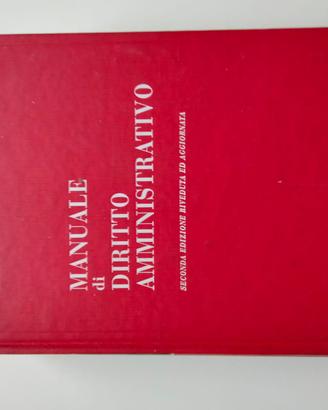 MANUALE
di
DIRITTO
AMMINISTRATIVO
SECONDA EDIZIONE RIVEDUTA ED AGGIORNATA